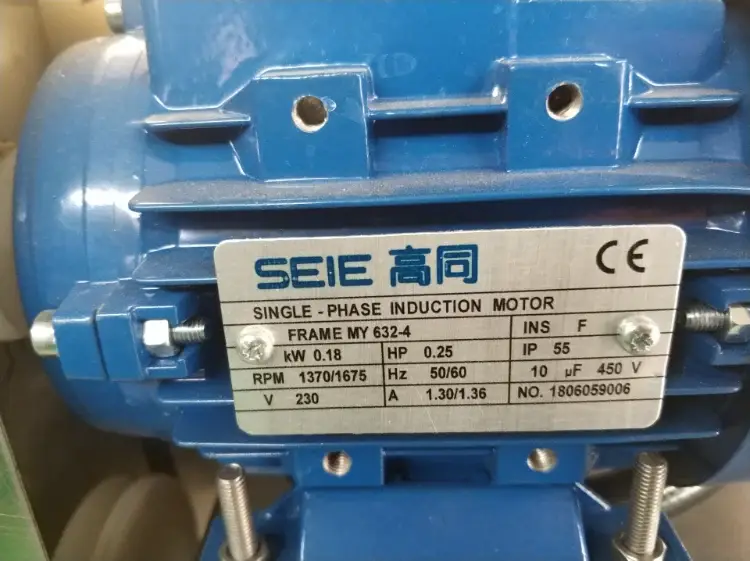 SEIE 高同 CE
SINGLE - PHASE INDUCTION MOTOR
FRAME MY 632-4 INS F
kW 0.18 HP 0.25 IP 55
RPM 1370/1675 Hz 50/60 10 µF 450 V
V 230 A 1.30/1.36 NO. 1806059006